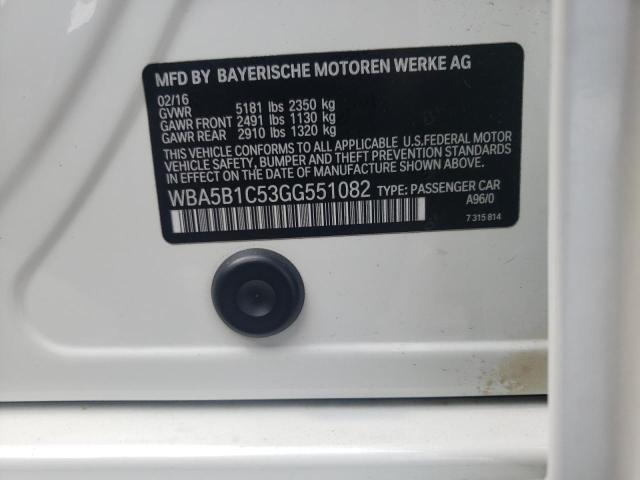 MFD BY BAYERISCHE MOTOREN WERKE AG
02/16
GVWR 5181 lbs 2350 kg
GAWR FRONT 2491 lbs 1130 kg
GAWR REAR 2910 lbs 1320 kg
THIS VEHICLE CONFORMS TO ALL APPLICABLE U.S.FEDERAL MOTOR
VEHICLE SAFETY, BUMPER AND THEFT PREVENTION STANDARDS
IN EFFECT ON THE DATE OF MANUFACTURE SHOWN ABOVE.
WBA5B1C53GG551082 TYPE: PASSENGER CAR
A96/0
7 315 814